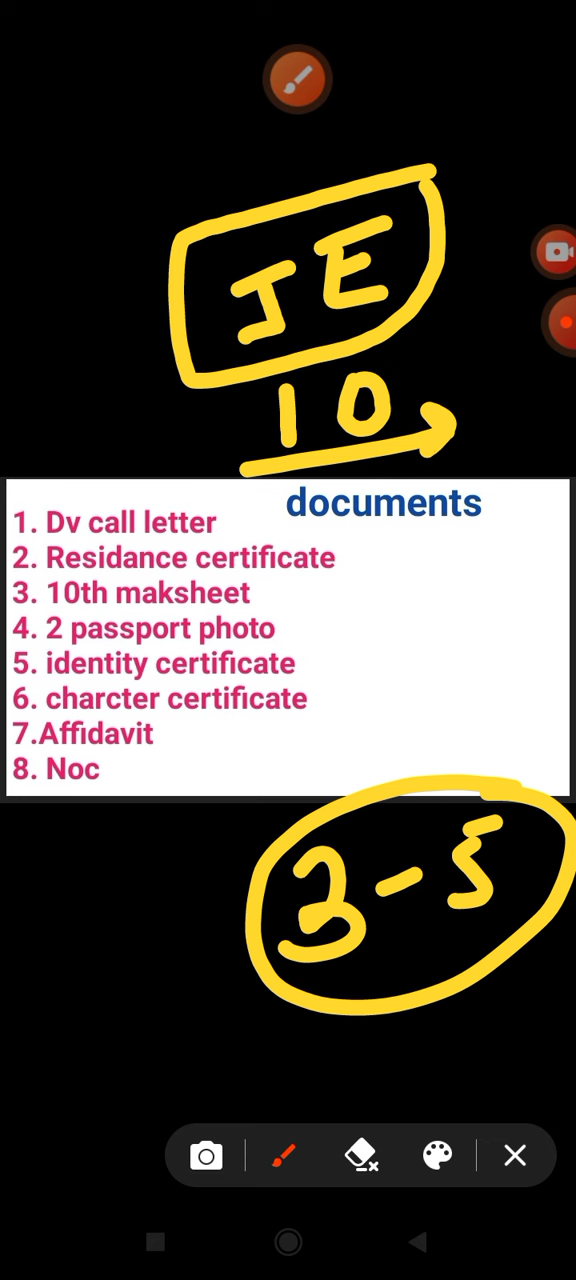 JE
10
documents
1. Dv call letter
2. Residance certificate
3. 10th maksheet
4. 2 passport photo
5. identity certificate
6. charcter certificate
7.Affidavit
8. Noc
3-5